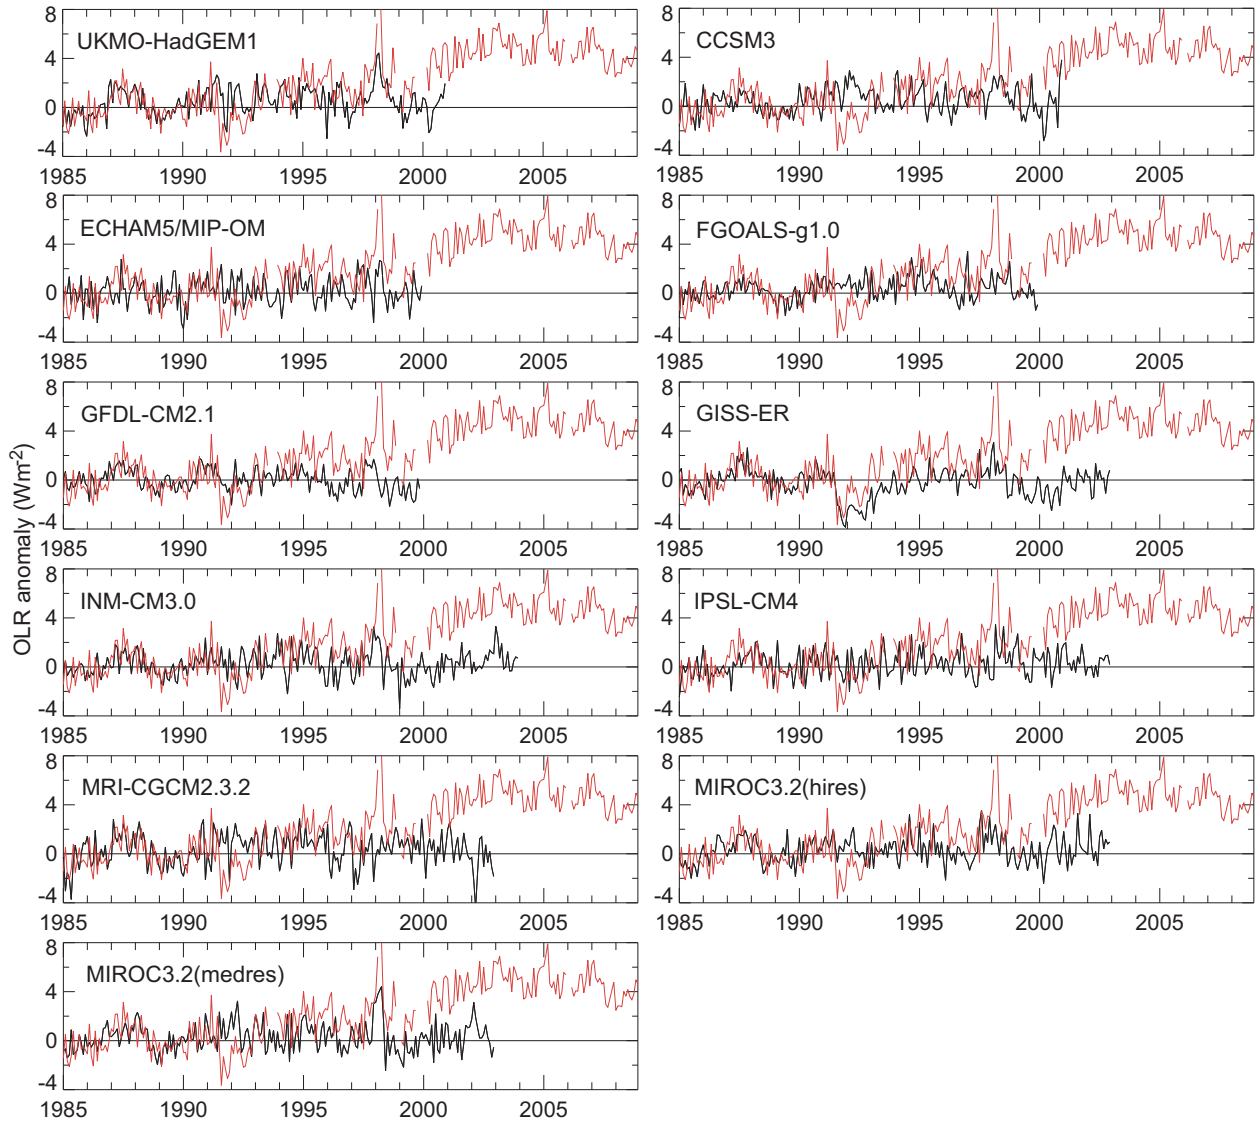 OLR anomaly (Wm⁻²)
8
4
0
-4
UKMO-HadGEM1
1985 1990 1995 2000 2005
8
4
0
-4
CCSM3
1985 1990 1995 2000 2005
8
4
0
-4
ECHAM5/MIP-OM
1985 1990 1995 2000 2005
8
4
0
-4
FGOALS-g1.0
1985 1990 1995 2000 2005
8
4
0
-4
GFDL-CM2.1
1985 1990 1995 2000 2005
8
4
0
-4
GISS-ER
1985 1990 1995 2000 2005
8
4
0
-4
INM-CM3.0
1985 1990 1995 2000 2005
8
4
0
-4
IPSL-CM4
1985 1990 1995 2000 2005
8
4
0
-4
MRI-CGCM2.3.2
1985 1990 1995 2000 2005
8
4
0
-4
MIROC3.2(hires)
1985 1990 1995 2000 2005
8
4
0
-4
MIROC3.2(medres)
1985 1990 1995 2000 2005